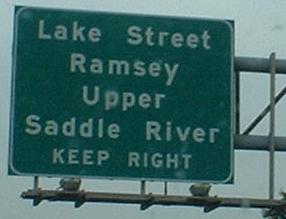 Lake Street
Ramsey
Upper
Saddle River
KEEP RIGHT